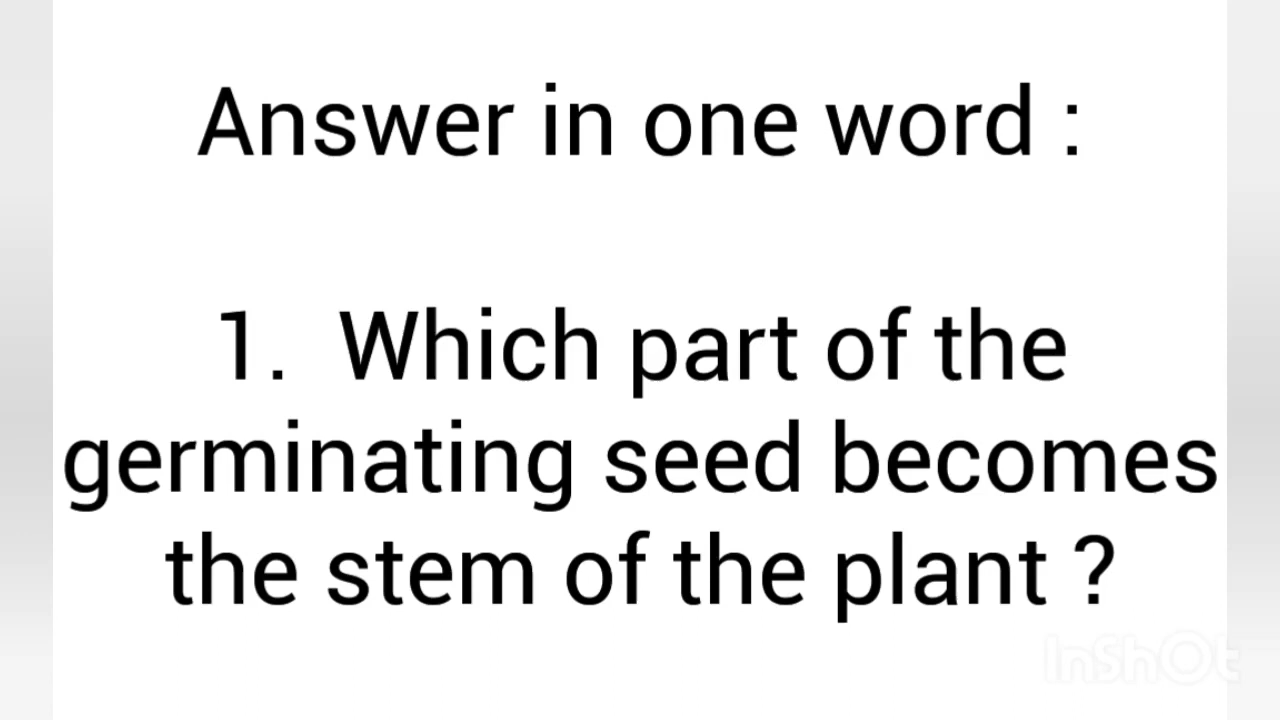 Answer in one word :
1. Which part of the
germinating seed becomes
the stem of the plant ?
InShOt